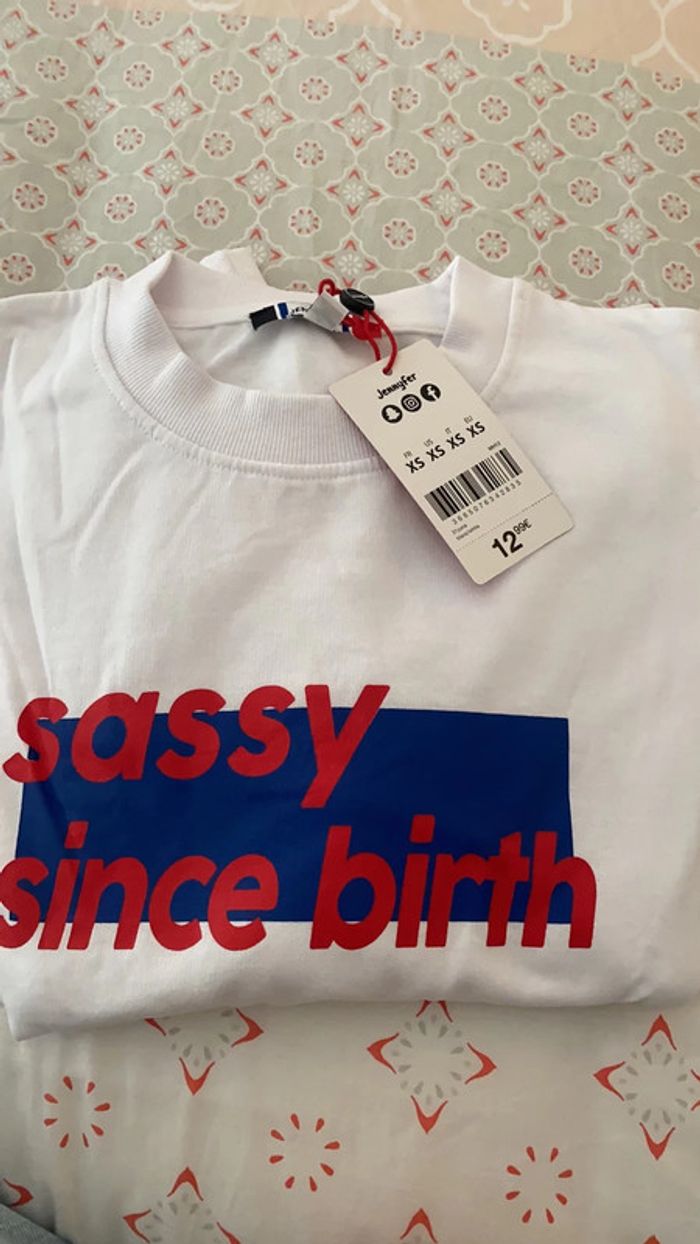 Jennyfer
FR US IT EU
XS XS XS XS
12,99€
sassy
since birth